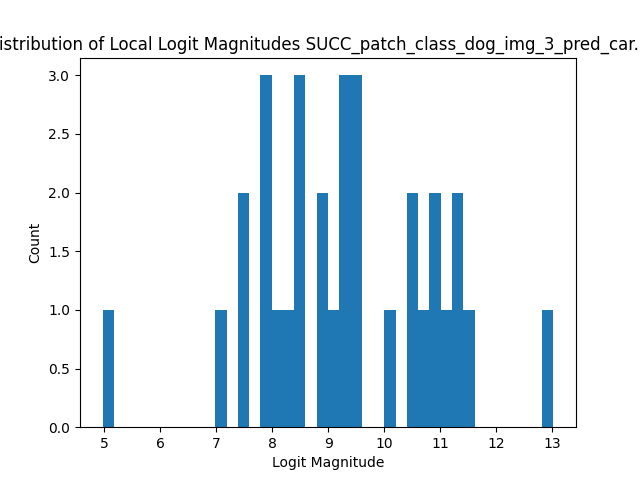 istribution of Local Logit Magnitudes SUCC_patch_class_dog_img_3_pred_car.
3.0
2.5
2.0
1.5
1.0
0.5
0.0
Count
5 6 7 8 9 10 11 12 13
Logit Magnitude